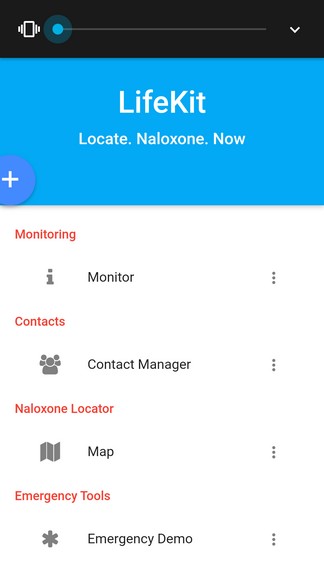 LifeKit
Locate. Naloxone. Now
Monitoring
Monitor
Contacts
Contact Manager
Naloxone Locator
Map
Emergency Tools
Emergency Demo